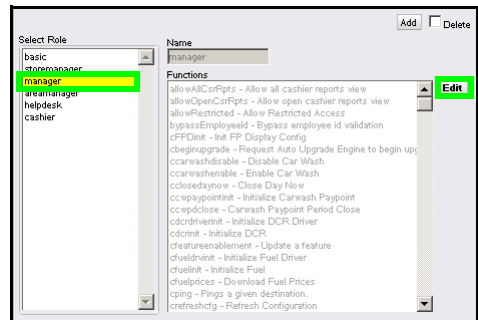 Add Delete
Select Role
Name
basic
storemanager
manager
areamanager
helpdesk
cashier
manager
Functions
allowAllCsrRpts - Allow all cashier reports view
allowOpenCsrRpts - Allow open cashier reports view
allowRestricted - Allow Restricted Access
bypassEmployeeId - Bypass employee id validation
cFPDinit - Init FP Display Config
cbeginupgrade - Request Auto Upgrade Engine to begin upg
ccarwashdisable - Disable Car Wash
ccarwashenable - Enable Car Wash
cclosedaynow - Close Day Now
ccwpaypointinit - Initialize Carwash Paypoint
ccwpdclose - Carwash Paypoint Period Close
cdcrdriverinit - Initialize DCR Driver
cdcrinit - Initialize DCR
cfeatureenablement - Update a feature
cfueldrvinit - Initialize Fuel Driver
cfuelinit - Initialize Fuel
cfuelprices - Download Fuel Prices
cping - Pings a given destination.
crefreshcfg - Refresh Configuration
Edit